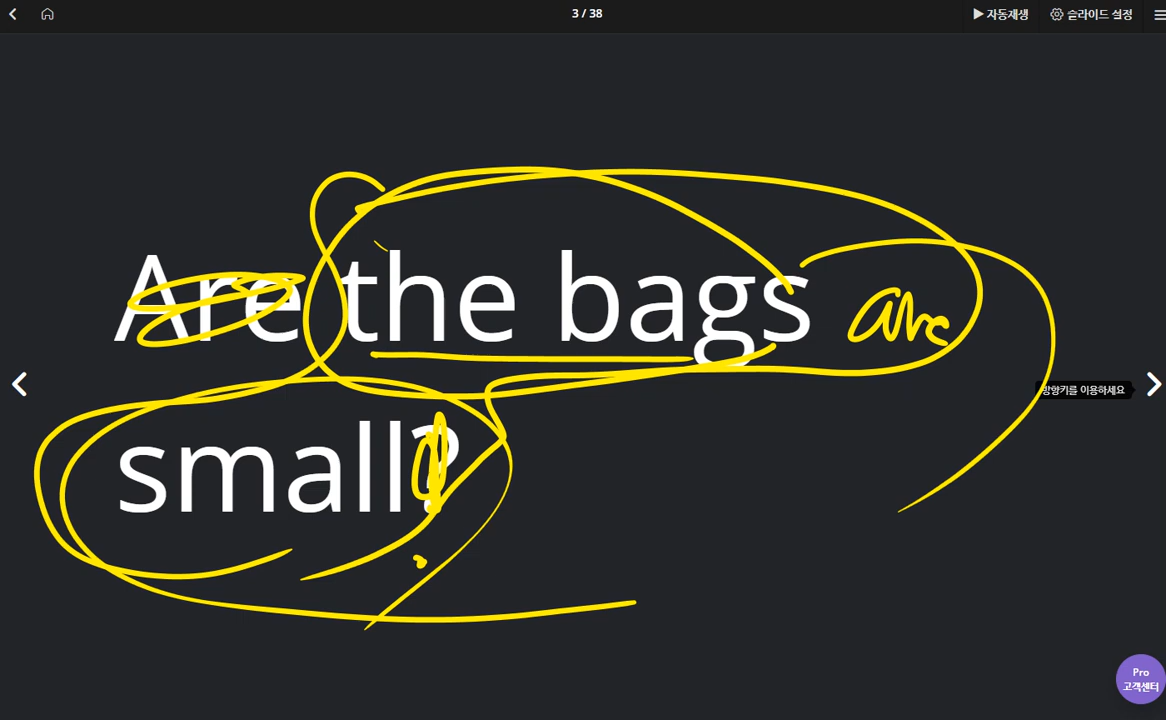 3 / 38
▶ 자동재생
슬라이드 설정
Are the bags are
small?
방향키를 이용하세요
Pro
고객센터